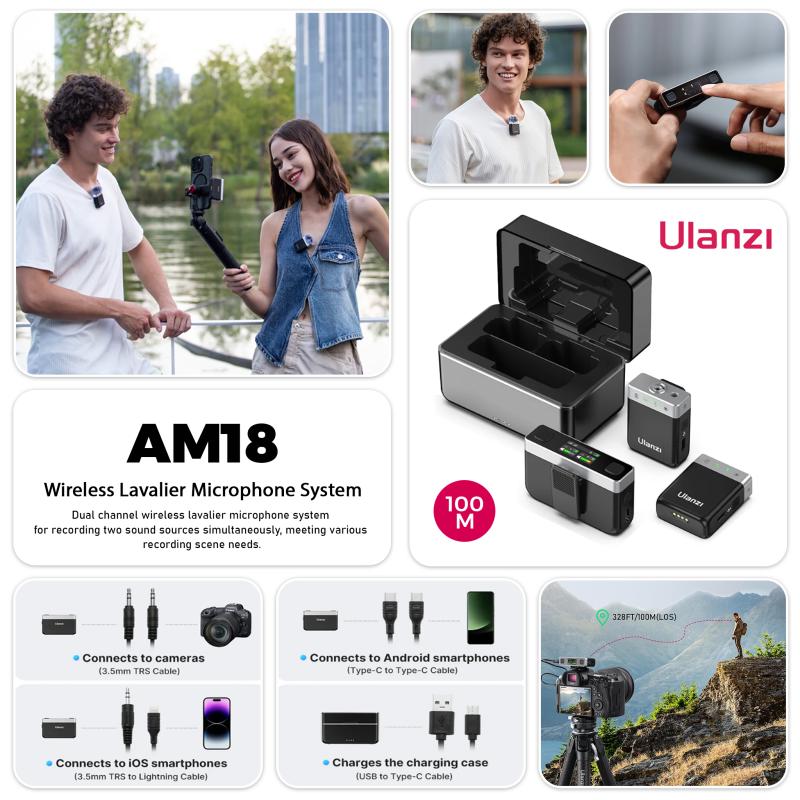 Ulanzi
Ulanzi
Ulanzi
100
M
AM18
Wireless Lavalier Microphone System
Dual channel wireless lavalier microphone system
for recording two sound sources simultaneously, meeting various
recording scene needs.
Ulanzi
Connects to cameras
(3.5mm TRS Cable)
Connects to iOS smartphones
(3.5mm TRS to Lightning Cable)
Ulanzi
Connects to Android smartphones
(Type-C to Type-C Cable)
Charges the charging case
(USB to Type-C Cable)
328FT/100M(LOS)